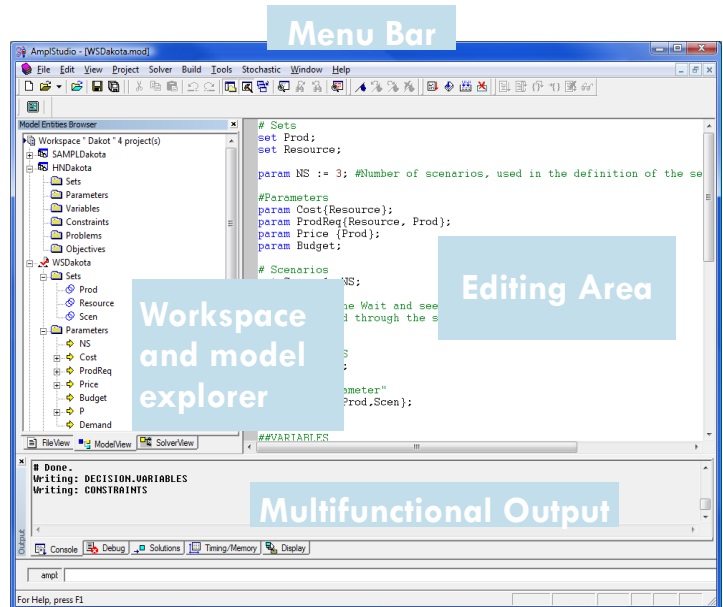 Menu Bar
AmplStudio - [WSDakota.mod]
File Edit View Project Solver Build Tools Stochastic Window Help
Model Entities Browser
Workspace " Dakot " 4 project(s)
SAMPLDakota
HNDakota
Sets
Parameters
Variables
Constraints
Problems
Objectives
WSDakota
Sets
Prod
Resource
Scen
Parameters
NS
Cost
ProdReq
Price
Budget
P
Demand
FileView ModelView SolverView
Workspace
and model
explorer
# Sets
set Prod;
set Resource;
param NS := 3; #Number of scenarios, used in the definition of the se
#Parameters
param Cost{Resource};
param ProdReq{Resource, Prod};
param Price {Prod};
param Budget;
# Scenarios
NS;
he Wait and see
d through the s
S
;
ameter"
Prod,Scen};
##VARIABLES
Editing Area
# Done.
Writing: DECISION.VARIABLES
Writing: CONSTRAINTS
Multifunctional Output
Output
Console Debug Solutions Timing/Memory Display
ampl:
For Help, press F1